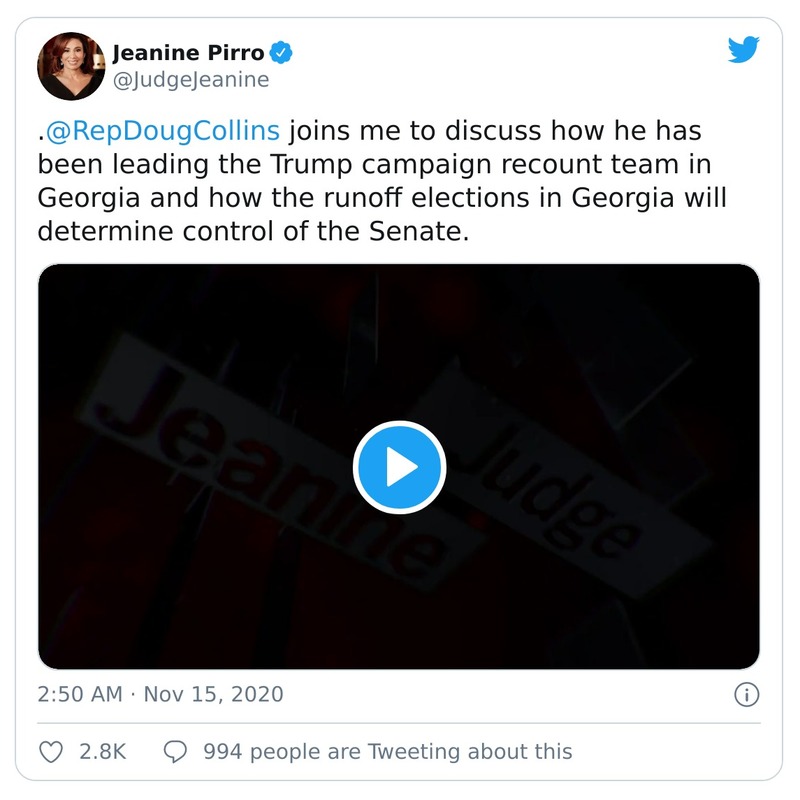 Jeanine Pirro
@JudgeJeanine
.@RepDougCollins joins me to discuss how he has
been leading the Trump campaign recount team in
Georgia and how the runoff elections in Georgia will
determine control of the Senate.
Jeanine
Judge
2:50 AM · Nov 15, 2020
2.8K
994 people are Tweeting about this